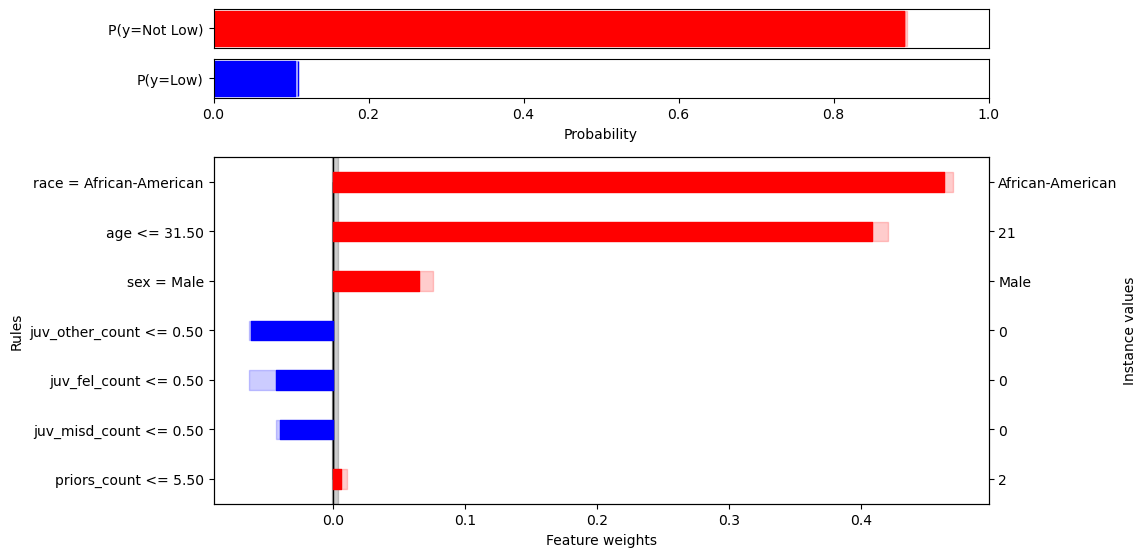 P(y=Not Low)
P(y=Low)
0.0 0.2 0.4 0.6 0.8 1.0
Probability
Rules
race = African-American African-American
age <= 31.50 21
sex = Male Male
juv_other_count <= 0.50 0
juv_fel_count <= 0.50 0
juv_misd_count <= 0.50 0
priors_count <= 5.50 2
Instance values
0.0 0.1 0.2 0.3 0.4
Feature weights